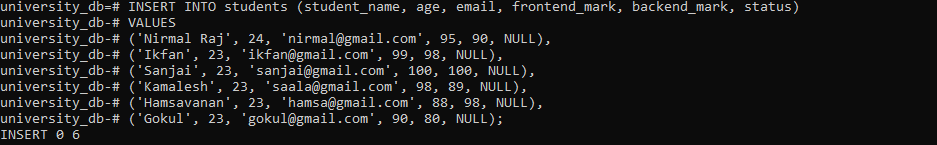 university_db=# INSERT INTO students (student_name, age, email, frontend_mark, backend_mark, status)
university_db-# VALUES
university_db-# ('Nirmal Raj', 24, 'nirmal@gmail.com', 95, 90, NULL),
university_db-# ('Ikfan', 23, 'ikfan@gmail.com', 99, 98, NULL),
university_db-# ('Sanjai', 23, 'sanjai@gmail.com', 100, 100, NULL),
university_db-# ('Kamalesh', 23, 'saala@gmail.com', 98, 89, NULL),
university_db-# ('Hamsavanan', 23, 'hamsa@gmail.com', 88, 98, NULL),
university_db-# ('Gokul', 23, 'gokul@gmail.com', 90, 80, NULL);
INSERT 0 6